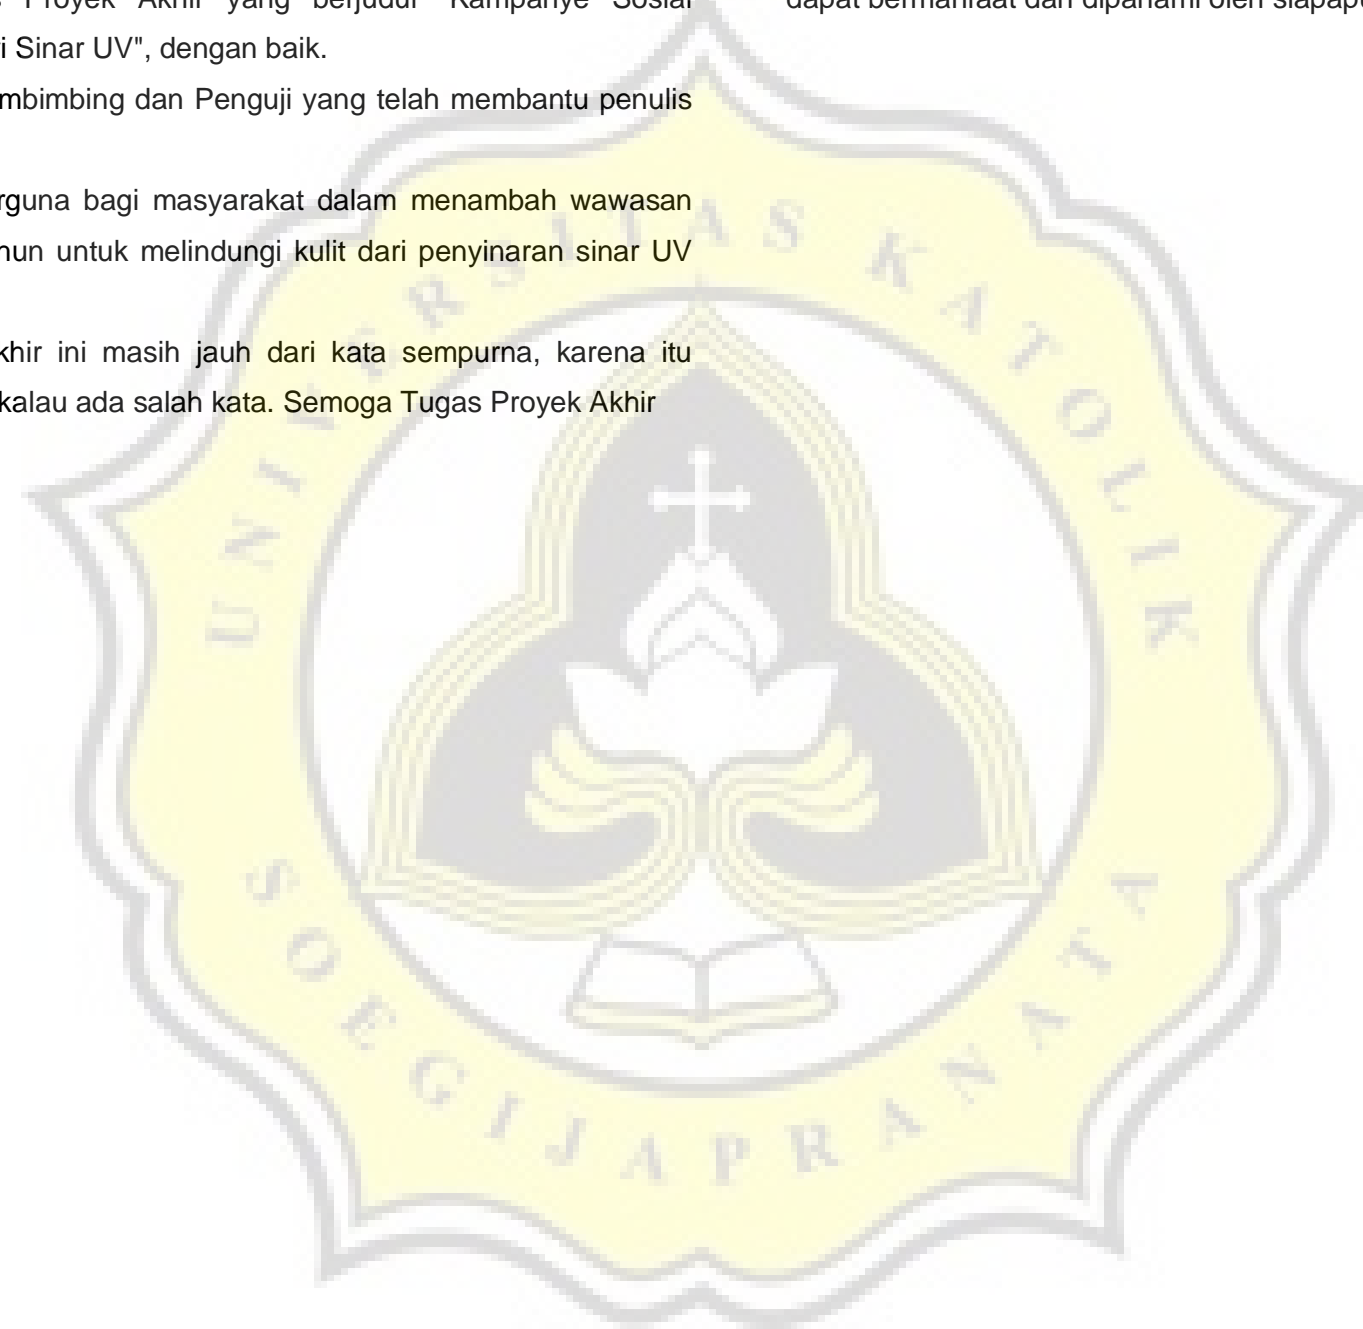 Proyek Akhir yang berjudul "Kampanye Sosial
i Sinar UV", dengan baik.
mbimbing dan Penguji yang telah membantu penulis
rguna bagi masyarakat dalam menambah wawasan
hun untuk melindungi kulit dari penyinaran sinar UV
khir ini masih jauh dari kata sempurna, karena itu
kalau ada salah kata. Semoga Tugas Proyek Akhir
dapat bermanfaat dan dipahami oleh siapap
UNIVERSITAS KATOLIK
SOEGIJAPRANATA